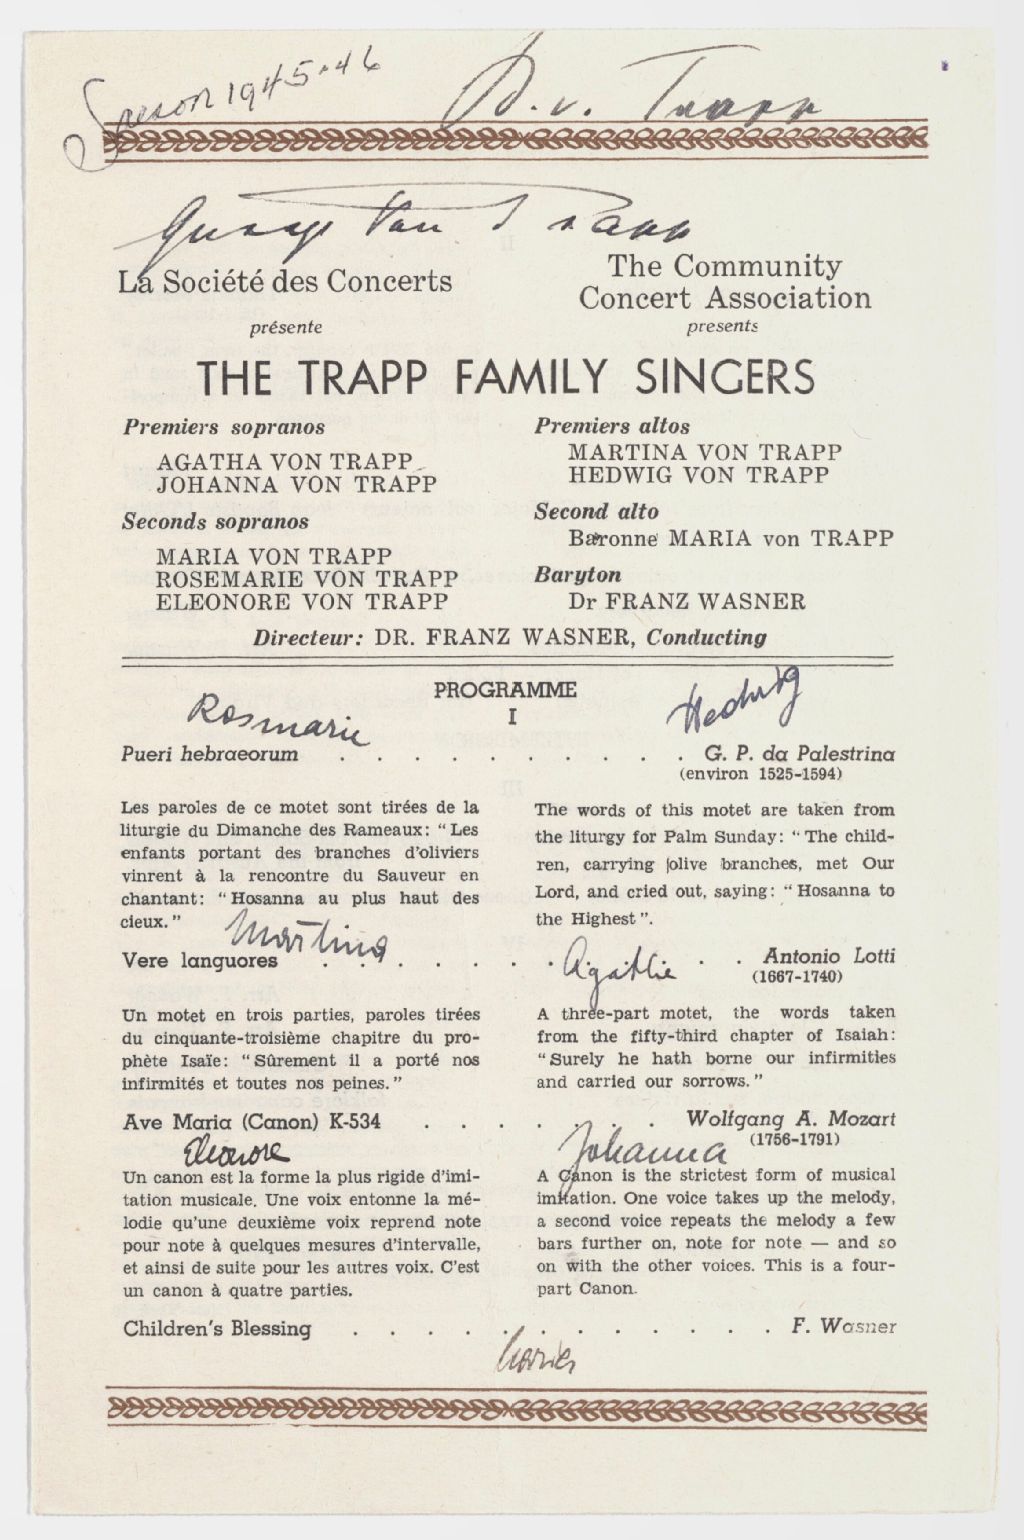 Season 1945-46
v. Trapp
Georg von Trapp
La Société des Concerts
présente
The Community
Concert Association
presents
THE TRAPP FAMILY SINGERS
Premiers sopranos
AGATHA VON TRAPP
JOHANNA VON TRAPP
Seconds sopranos
MARIA VON TRAPP
ROSEMARIE VON TRAPP
ELEONORE VON TRAPP
Premiers altos
MARTINA VON TRAPP
HEDWIG VON TRAPP
Second alto
Baronne MARIA von TRAPP
Baryton
Dr FRANZ WASNER
Directeur: DR. FRANZ WASNER, Conducting
PROGRAMME
I
Rosmarie
Hedwig
Pueri hebraeorum . . . . . . . . . . G. P. da Palestrina
(environ 1525-1594)
Les paroles de ce motet sont tirées de la
liturgie du Dimanche des Rameaux: "Les
enfants portant des branches d'oliviers
vinrent à la rencontre du Sauveur en
chantant: "Hosanna au plus haut des
cieux."
The words of this motet are taken from
the liturgy for Palm Sunday: "The child-
ren, carrying olive branches, met Our
Lord, and cried out, saying: "Hosanna to
the Highest".
Martina
Agathe
Vere languores . . . . . . . . Antonio Lotti
(1667-1740)
Un motet en trois parties, paroles tirées
du cinquante-troisième chapitre du pro-
phète Isaïe: "Sûrement il a porté nos
infirmités et toutes nos peines."
A three-part motet, the words taken
from the fifty-third chapter of Isaiah:
"Surely he hath borne our infirmities
and carried our sorrows."
Ave Maria (Canon) K-534 . . . . . . . Wolfgang A. Mozart
(1756-1791)
Eleonore
Johanna
Un canon est la forme la plus rigide d'imi-
tation musicale. Une voix entonne la mé-
lodie qu'une deuxième voix reprend note
pour note à quelques mesures d'intervalle,
et ainsi de suite pour les autres voix. C'est
un canon à quatre parties.
A Canon is the strictest form of musical
imitation. One voice takes up the melody,
a second voice repeats the melody a few
bars further on, note for note — and so
on with the other voices. This is a four-
part Canon.
Children's Blessing . . . . . . . . . . . . F. Wasner